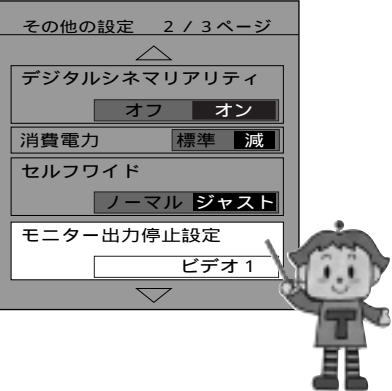 その他の設定 2/3ページ
デジタルシネマリアリティ
オフ オン
消費電力 標準 減
セルフワイド
ノーマル ジャスト
モニター出力停止設定
ビデオ1
T